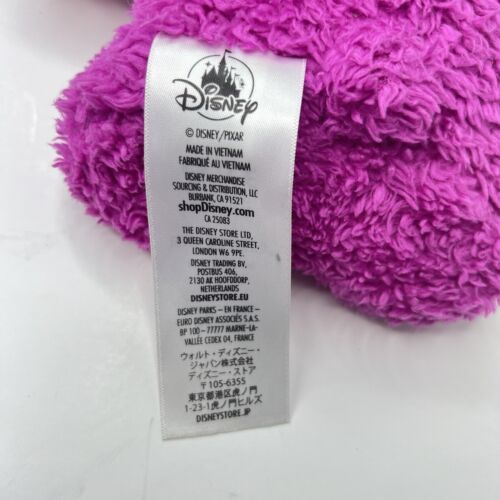 Disney
© DISNEY/PIXAR
MADE IN VIETNAM
FABRIQUÉ AU VIETNAM
DISNEY MERCHANDISE
SOURCING & DISTRIBUTION, LLC
BURBANK, CA 91521
shopDisney.com
CA 25083
THE DISNEY STORE LTD,
3 QUEEN CAROLINE STREET,
LONDON W6 9PE.
DISNEY TRADING BV,
POSTBUS 406,
2130 AK HOOFDDORP,
NETHERLANDS
DISNEYSTORE.EU
DISNEY PARKS – EN FRANCE –
EURO DISNEY ASSOCIÉS S.A.S.
BP 100 – 77777 MARNE-LA-
VALLÉE CEDEX 04, FRANCE
ウォルト・ディズニー・
ジャパン株式会社
ディズニー・ストア
〒105-6355
東京都港区虎ノ門
1-23-1虎ノ門ヒルズ
DISNEYSTORE.JP